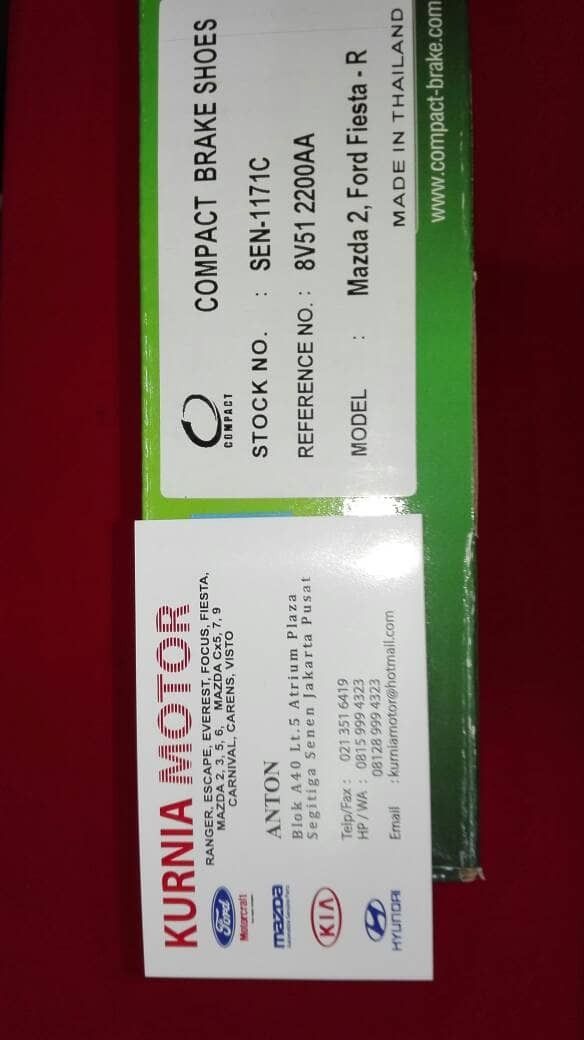 COMPACT
COMPACT BRAKE SHOES
STOCK NO. : SEN-1171C
REFERENCE NO. : 8V51 2200AA
MODEL : Mazda 2, Ford Fiesta - R
MADE IN THAILAND
www.compact-brake.com
KURNIA MOTOR
RANGER, ESCAPE, EVEREST, FOCUS, FIESTA,
MAZDA 2, 3, 5, 6, MAZDA Cx5, 7, 9
CARNIVAL, CARENS, VISTO
Ford
Motorcraft
mazda
KIA
HYUNDAI
ANTON
Blok A40 Lt.5 Atrium Plaza
Segitiga Senen Jakarta Pusat
Telp/Fax : 021 351 6419
HP / WA : 0815 999 4323
08128 999 4323
Email : kurniamotor@hotmail.com